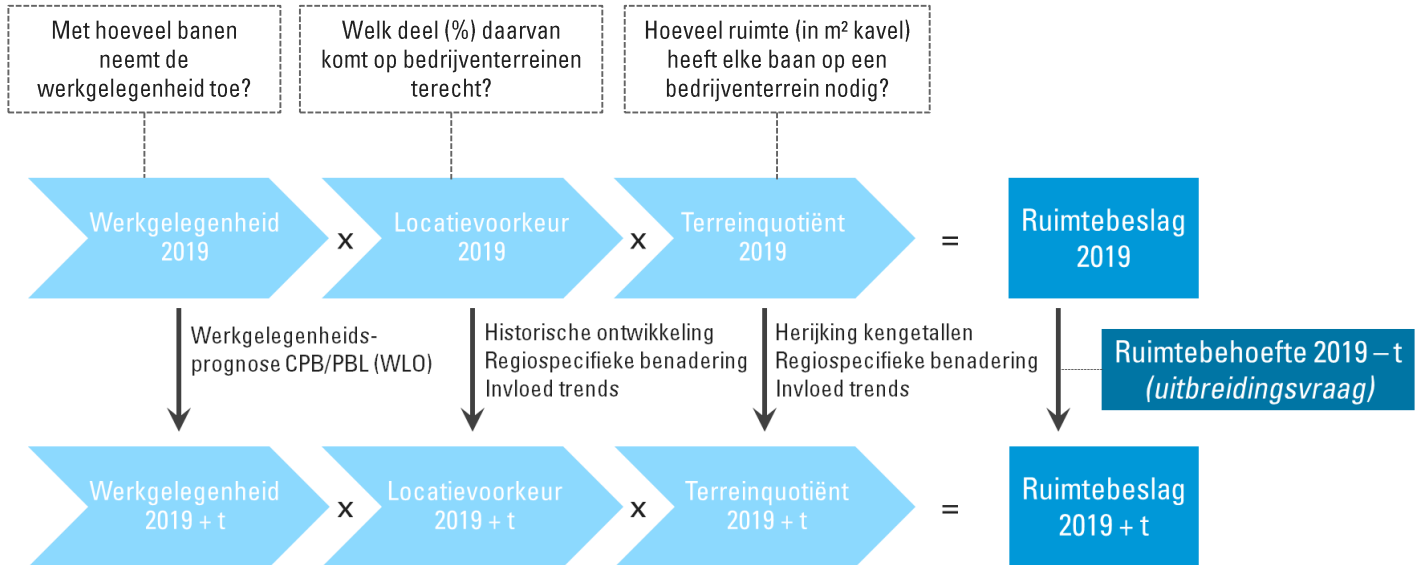 Met hoeveel banen
neemt de
werkgelegenheid toe?
Welk deel (%) daarvan
komt op bedrijventerreinen
terecht?
Hoeveel ruimte (in m² kavel)
heeft elke baan op een
bedrijventerrein nodig?
Werkgelegenheid
2019
x
Locatievoorkeur
2019
x
Terreinquotiënt
2019
=
Ruimtebeslag
2019
Werkgelegenheids-
prognose CPB/PBL (WLO)
Historische ontwikkeling
Regiospecifieke benadering
Invloed trends
Herijking kengetallen
Regiospecifieke benadering
Invloed trends
Ruimtebehoefte 2019 – t
(uitbreidingsvraag)
Werkgelegenheid
2019 + t
x
Locatievoorkeur
2019 + t
x
Terreinquotiënt
2019 + t
=
Ruimtebeslag
2019 + t